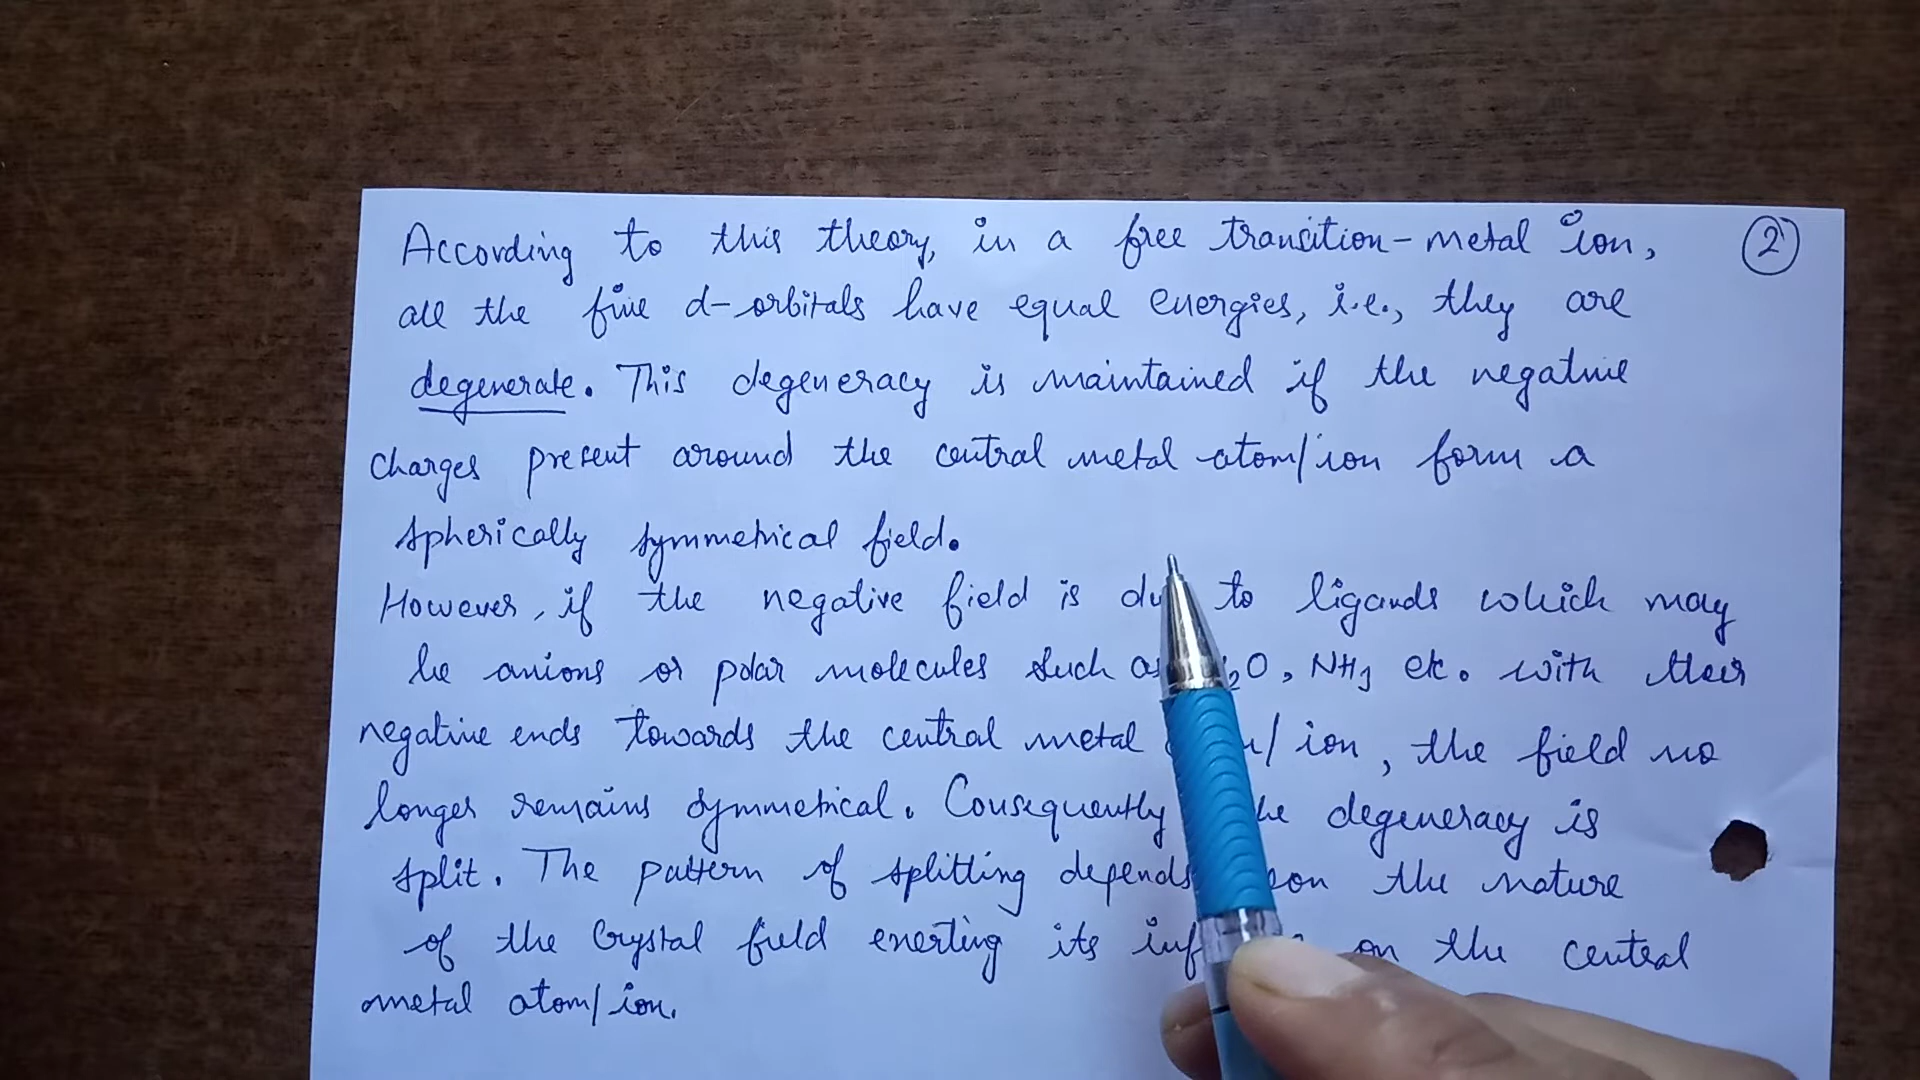 According to this theory, in a free transition-metal ion, ②
all the five d-orbitals have equal energies, i.e., they are
degenerate. This degeneracy is maintained if the negative
charges present around the central metal atom/ion form a
spherically symmetrical field.
However, if the negative field is to ligands which may
be anions or polar molecules such as 2O, NH3 etc. with their
negative ends towards the central metal / ion, the field no
longer remains symmetrical. Consequently degeneracy is
split. The pattern of splitting depends the nature
of the Crystal field exerting its on the central
metal atom/ion.